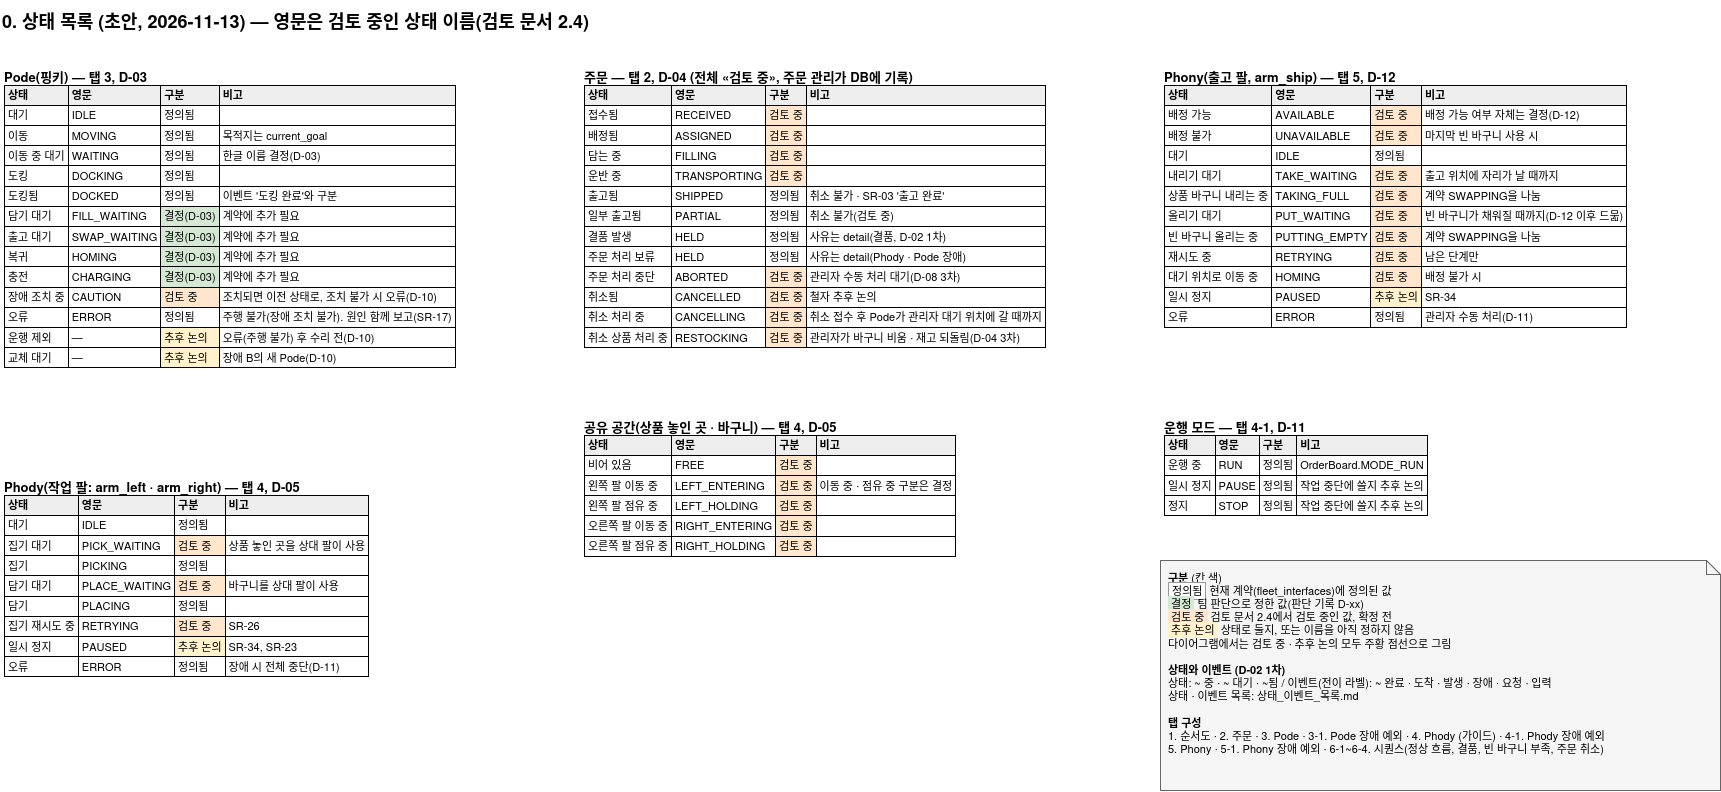 0. 상태 목록 (초안, 2026-11-13) — 영문은 검토 중인 상태 이름(검토 문서 2.4)
Pode(핑키) — 탭 3, D-03
상태 영문 구분 비고
대기 IDLE 정의됨
이동 MOVING 정의됨 목적지는 current_goal
이동 중 대기 WAITING 정의됨 한글 이름 결정(D-03)
도킹 DOCKING 정의됨
도킹됨 DOCKED 정의됨 이벤트 '도킹 완료'와 구분
담기 대기 FILL_WAITING 결정(D-03) 계약에 추가 필요
출고 대기 SWAP_WAITING 결정(D-03) 계약에 추가 필요
복귀 HOMING 결정(D-03) 계약에 추가 필요
충전 CHARGING 결정(D-03) 계약에 추가 필요
장애 조치 중 CAUTION 검토 중 조치되면 이전 상태로, 조치 불가 시 오류(D-10)
오류 ERROR 정의됨 주행 불가(장애 조치 불가). 원인 함께 보고(SR-17)
운행 제외 — 추후 논의 오류(주행 불가) 후 수리 전(D-10)
교체 대기 — 추후 논의 장애 B의 새 Pode(D-10)
주문 — 탭 2, D-04 (전체 «검토 중», 주문 관리가 DB에 기록)
상태 영문 구분 비고
접수됨 RECEIVED 검토 중
배정됨 ASSIGNED 검토 중
담는 중 FILLING 검토 중
운반 중 TRANSPORTING 검토 중
출고됨 SHIPPED 정의됨 취소 불가 · SR-03 '출고 완료'
일부 출고됨 PARTIAL 정의됨 취소 불가(검토 중)
결품 발생 HELD 정의됨 사유는 detail(결품, D-02 1차)
주문 처리 보류 HELD 정의됨 사유는 detail(Phody · Pode 장애)
주문 처리 중단 ABORTED 검토 중 관리자 수동 처리 대기(D-08 3차)
취소됨 CANCELLED 검토 중 철자 추후 논의
취소 처리 중 CANCELLING 검토 중 취소 접수 후 Pode가 관리자 대기 위치에 갈 때까지
취소 상품 처리 중 RESTOCKING 검토 중 관리자가 바구니 비움 · 재고 되돌림(D-04 3차)
Phony(출고 팔, arm_ship) — 탭 5, D-12
상태 영문 구분 비고
배정 가능 AVAILABLE 검토 중 배정 가능 여부 자체는 결정(D-12)
배정 불가 UNAVAILABLE 검토 중 마지막 빈 바구니 사용 시
대기 IDLE 정의됨
내리기 대기 TAKE_WAITING 검토 중 출고 위치에 자리가 날 때까지
상품 바구니 내리는 중 TAKING_FULL 검토 중 계약 SWAPPING을 나눔
올리기 대기 PUT_WAITING 검토 중 빈 바구니가 채워질 때까지(D-12 이후 드묾)
빈 바구니 올리는 중 PUTTING_EMPTY 검토 중 계약 SWAPPING을 나눔
재시도 중 RETRYING 검토 중 남은 단계만
대기 위치로 이동 중 HOMING 검토 중 배정 불가 시
일시 정지 PAUSED 추후 논의 SR-34
오류 ERROR 정의됨 관리자 수동 처리(D-11)
Phody(작업 팔: arm_left · arm_right) — 탭 4, D-05
상태 영문 구분 비고
대기 IDLE 정의됨
집기 대기 PICK_WAITING 검토 중 상품 놓인 곳을 상대 팔이 사용
집기 PICKING 정의됨
담기 대기 PLACE_WAITING 검토 중 바구니를 상대 팔이 사용
담기 PLACING 정의됨
집기 재시도 중 RETRYING 검토 중 SR-26
일시 정지 PAUSED 추후 논의 SR-34, SR-23
오류 ERROR 정의됨 장애 시 전체 중단(D-11)
공유 공간(상품 놓인 곳 · 바구니) — 탭 4, D-05
상태 영문 구분 비고
비어 있음 FREE 검토 중
왼쪽 팔 이동 중 LEFT_ENTERING 검토 중 이동 중 · 점유 중 구분은 결정
왼쪽 팔 점유 중 LEFT_HOLDING 검토 중
오른쪽 팔 이동 중 RIGHT_ENTERING 검토 중
오른쪽 팔 점유 중 RIGHT_HOLDING 검토 중
운행 모드 — 탭 4-1, D-11
상태 영문 구분 비고
운행 중 RUN 정의됨 OrderBoard.MODE_RUN
일시 정지 PAUSE 정의됨 작업 중단에 쓸지 추후 논의
정지 STOP 정의됨 작업 중단에 쓸지 추후 논의
구분 (칸 색)
정의됨 현재 계약(fleet_interfaces)에 정의된 값
결정 팀 판단으로 정한 값(판단 기록 D-xx)
검토 중 검토 문서 2.4에서 검토 중인 값, 확정 전
추후 논의 상태로 둘지, 또는 이름을 아직 정하지 않음
다이어그램에서는 검토 중 · 추후 논의 모두 주황 점선으로 그림
상태와 이벤트 (D-02 1차)
상태: ~ 중 · ~ 대기 · ~됨 / 이벤트(전이 라벨): ~ 완료 · 도착 · 발생 · 장애 · 요청 · 입력
상태 · 이벤트 목록: 상태_이벤트_목록.md
탭 구성
1. 순서도 · 2. 주문 · 3. Pode · 3-1. Pode 장애 예외 · 4. Phody (가이드) · 4-1. Phody 장애 예외
5. Phony · 5-1. Phony 장애 예외 · 6-1~6-4. 시퀀스(정상 흐름, 결품, 빈 바구니 부족, 주문 취소)